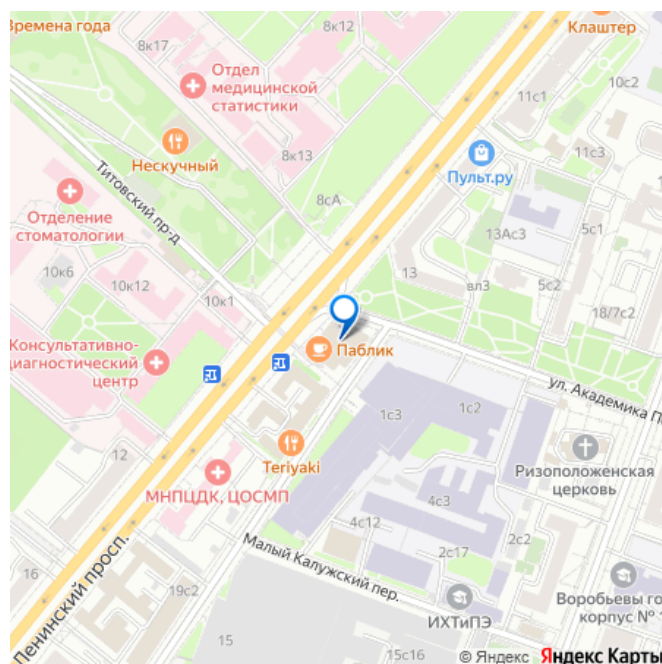 Времена года
8к17
8к12
Клаштер
Отдел
медицинской
статистики
10с2
11с1
Нескучный
8к13
11с3
Пульт.ру
Титовский пр-д
8сА
Отделение
стоматологии
13Ас3
5с1
10к6
10к12
13
вл3
5с2
10к1
18/7с2
Консультативно-
диагностический
центр
Паблик
ул. Академика П
1с3
1с2
12
Teriyaki
Ризоположенская
церковь
МНПЦДК, ЦОСМП
4с3
4с12
2с2
Малый Калужский пер.
2с17
Ленинский просп.
16
19с2
ИХТиПЭ
Воробьевы го
корпус № 1
15
15с16
© Яндекс Яндекс Карты